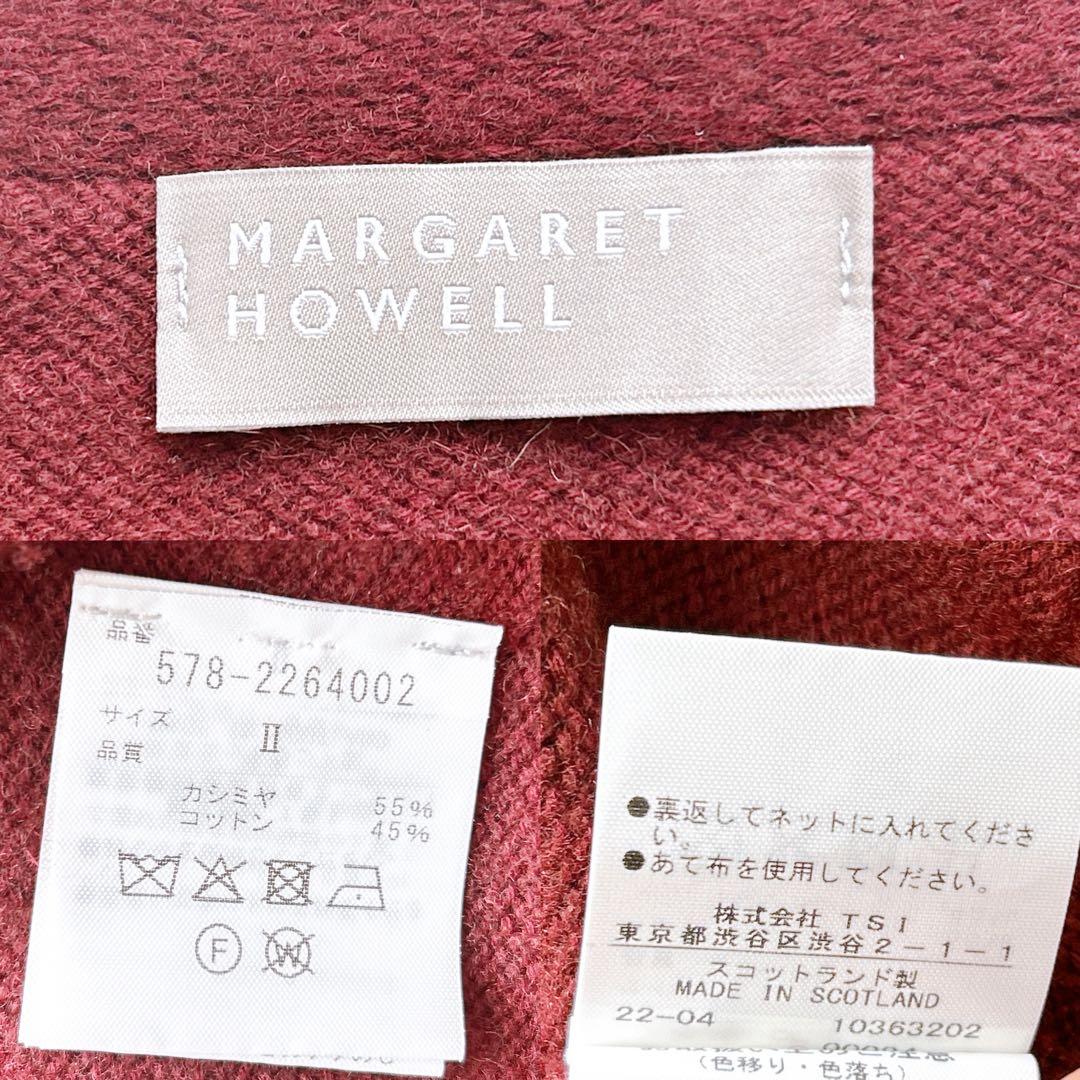 MARGARET
HOWELL
品番
578-2264002
サイズ II
品質
カシミヤ 55%
コットン 45%
F
W
●裏返してネットに入れてくださ
い。
●あて布を使用してください。
株式会社 TSI
東京都渋谷区渋谷2-1-1
スコットランド製
MADE IN SCOTLAND
22-04 10363202
(色移り・色落ち)